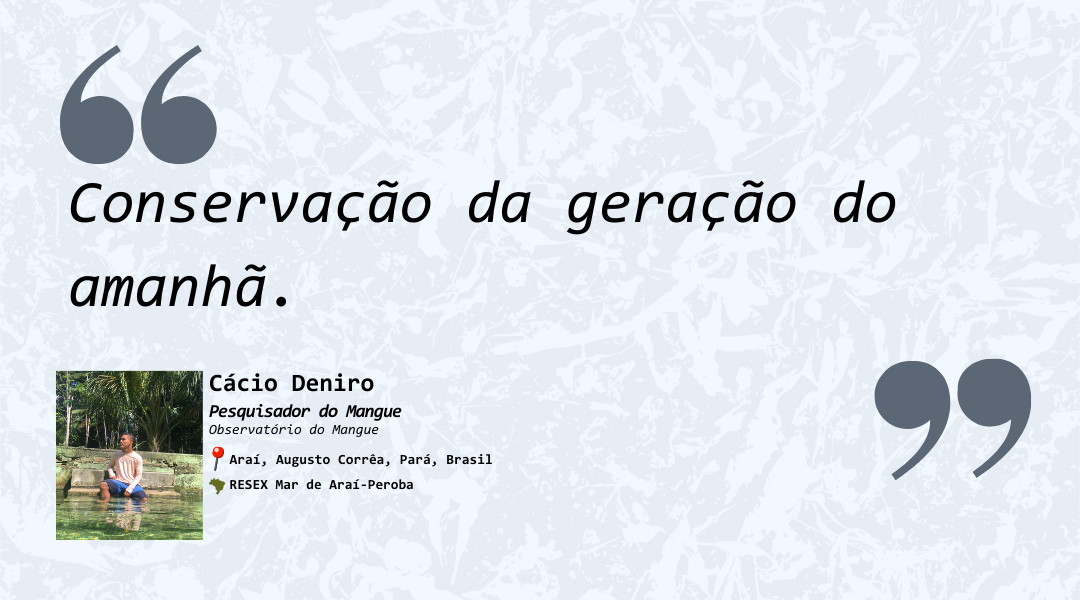 “
Conservação da geração do
amanhã.
”
Cácio Deniro
Pesquisador do Mangue
Observatório do Mangue
📍 Araí, Augusto Corrêa, Pará, Brasil
RESEX Mar de Araí-Peroba